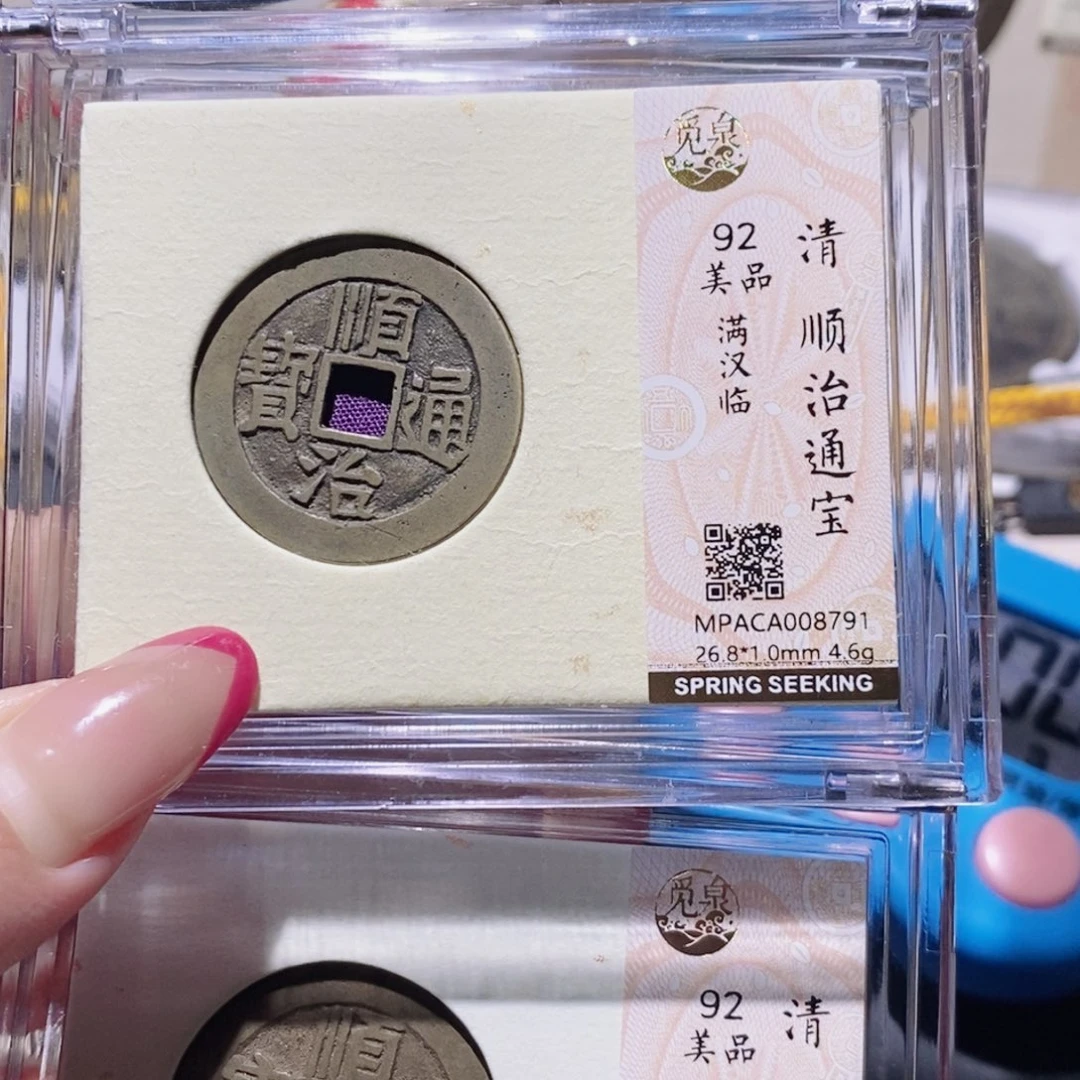 順
寶 通
治
觅泉
92
美品
满汉临
清 顺治通宝
MPACA008791
26.8*1.0mm 4.6g
SPRING SEEKING
順
觅泉
92
美品
清